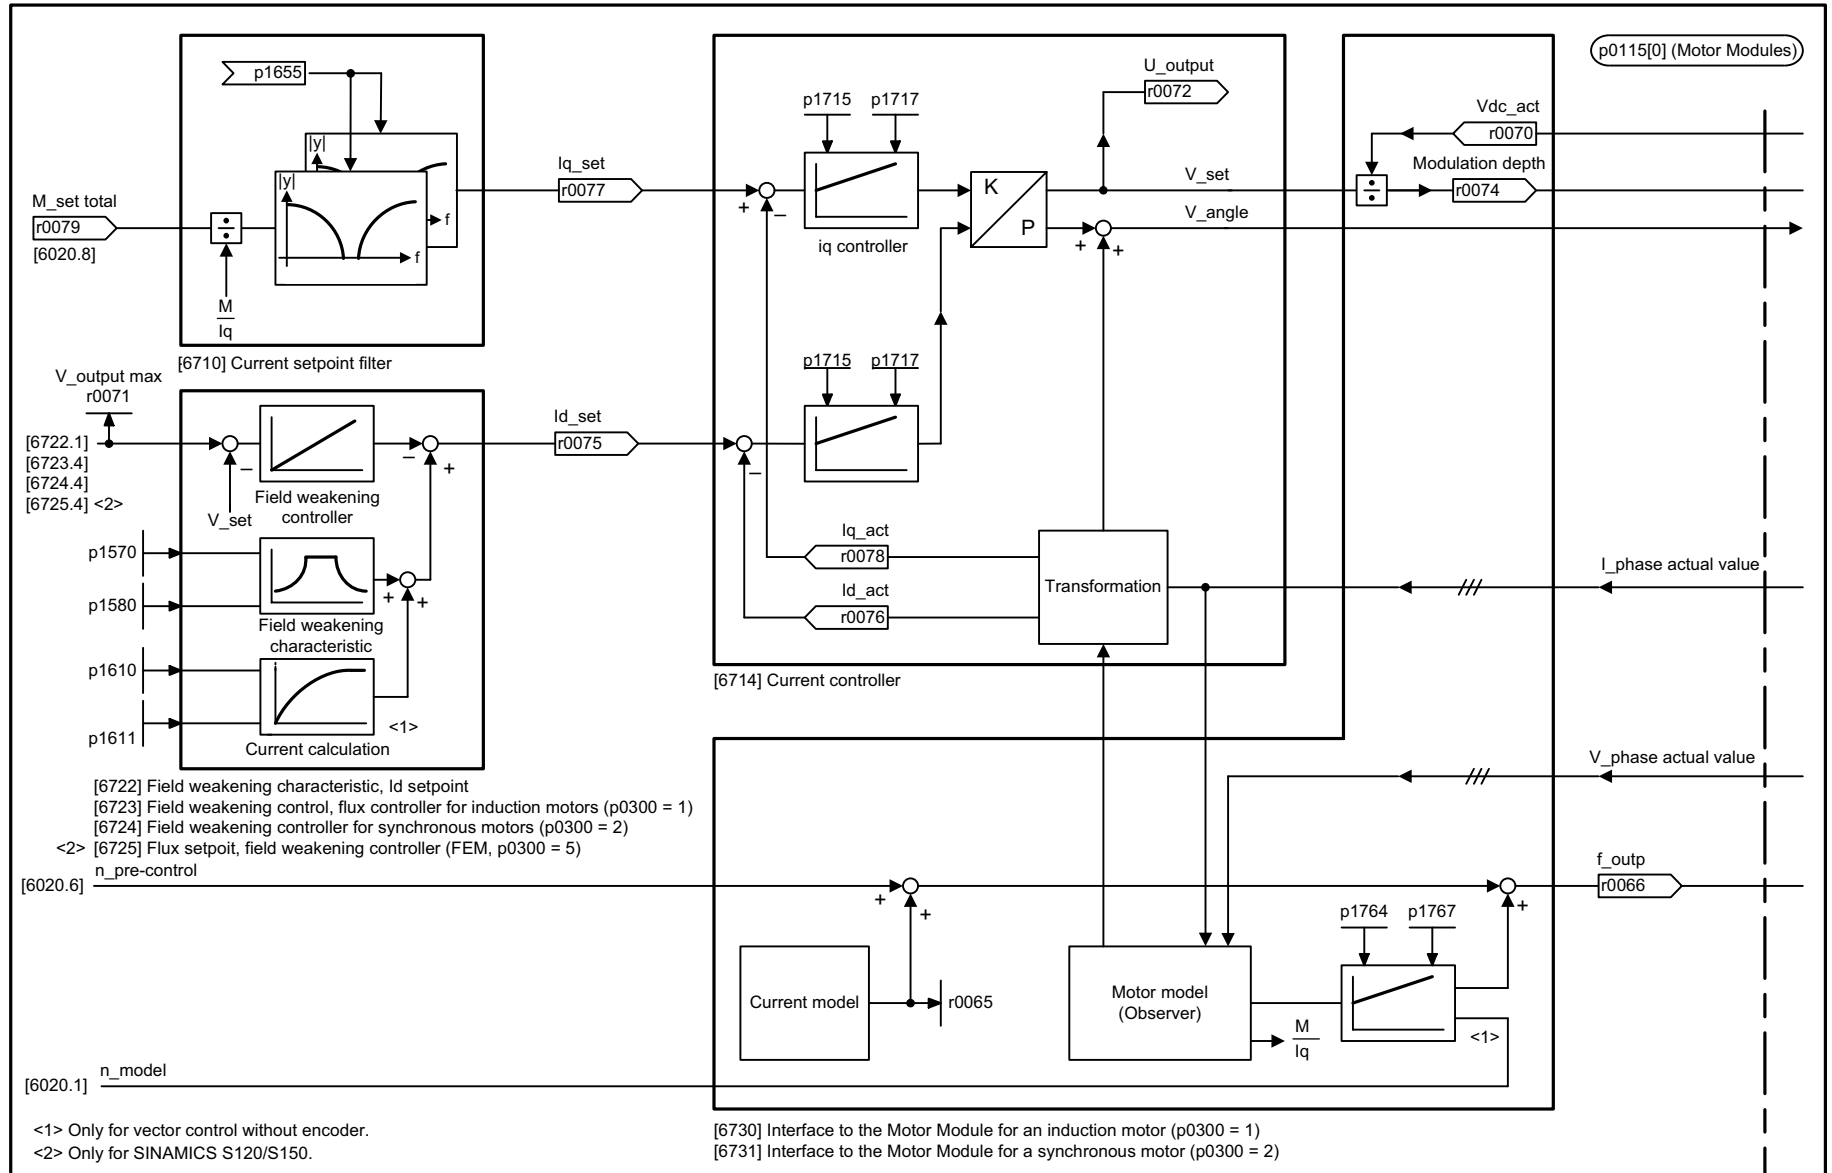 p0115[0] (Motor Modules)
p1655
|y|
f
|y|
f
M_set total
r0079
[6020.8]
÷
M
Iq
[6710] Current setpoint filter
Iq_set
r0077
+
–
p1715 p1717
iq controller
K
P
+
+
U_output
r0072
V_set
V_angle
Vdc_act
r0070
÷
Modulation depth
r0074
V_output max
r0071
[6722.1]
[6723.4]
[6724.4]
[6725.4] <2>
–
V_set
Field weakening
controller
–
+
Id_set
r0075
–
p1715 p1717
p1570
p1580
+
+
Field weakening
characteristic
p1610
p1611
<1>
Current calculation
Iq_act
r0078
Id_act
r0076
Transformation
I_phase actual value
[6714] Current controller
V_phase actual value
[6722] Field weakening characteristic, Id setpoint
[6723] Field weakening control, flux controller for induction motors (p0300 = 1)
[6724] Field weakening controller for synchronous motors (p0300 = 2)
<2> [6725] Flux setpoit, field weakening controller (FEM, p0300 = 5)
n_pre-control
[6020.6]
+
+
+
f_outp
r0066
Current model
r0065
Motor model
(Observer)
M
Iq
p1764 p1767
<1>
n_model
[6020.1]
<1> Only for vector control without encoder.
<2> Only for SINAMICS S120/S150.
[6730] Interface to the Motor Module for an induction motor (p0300 = 1)
[6731] Interface to the Motor Module for a synchronous motor (p0300 = 2)